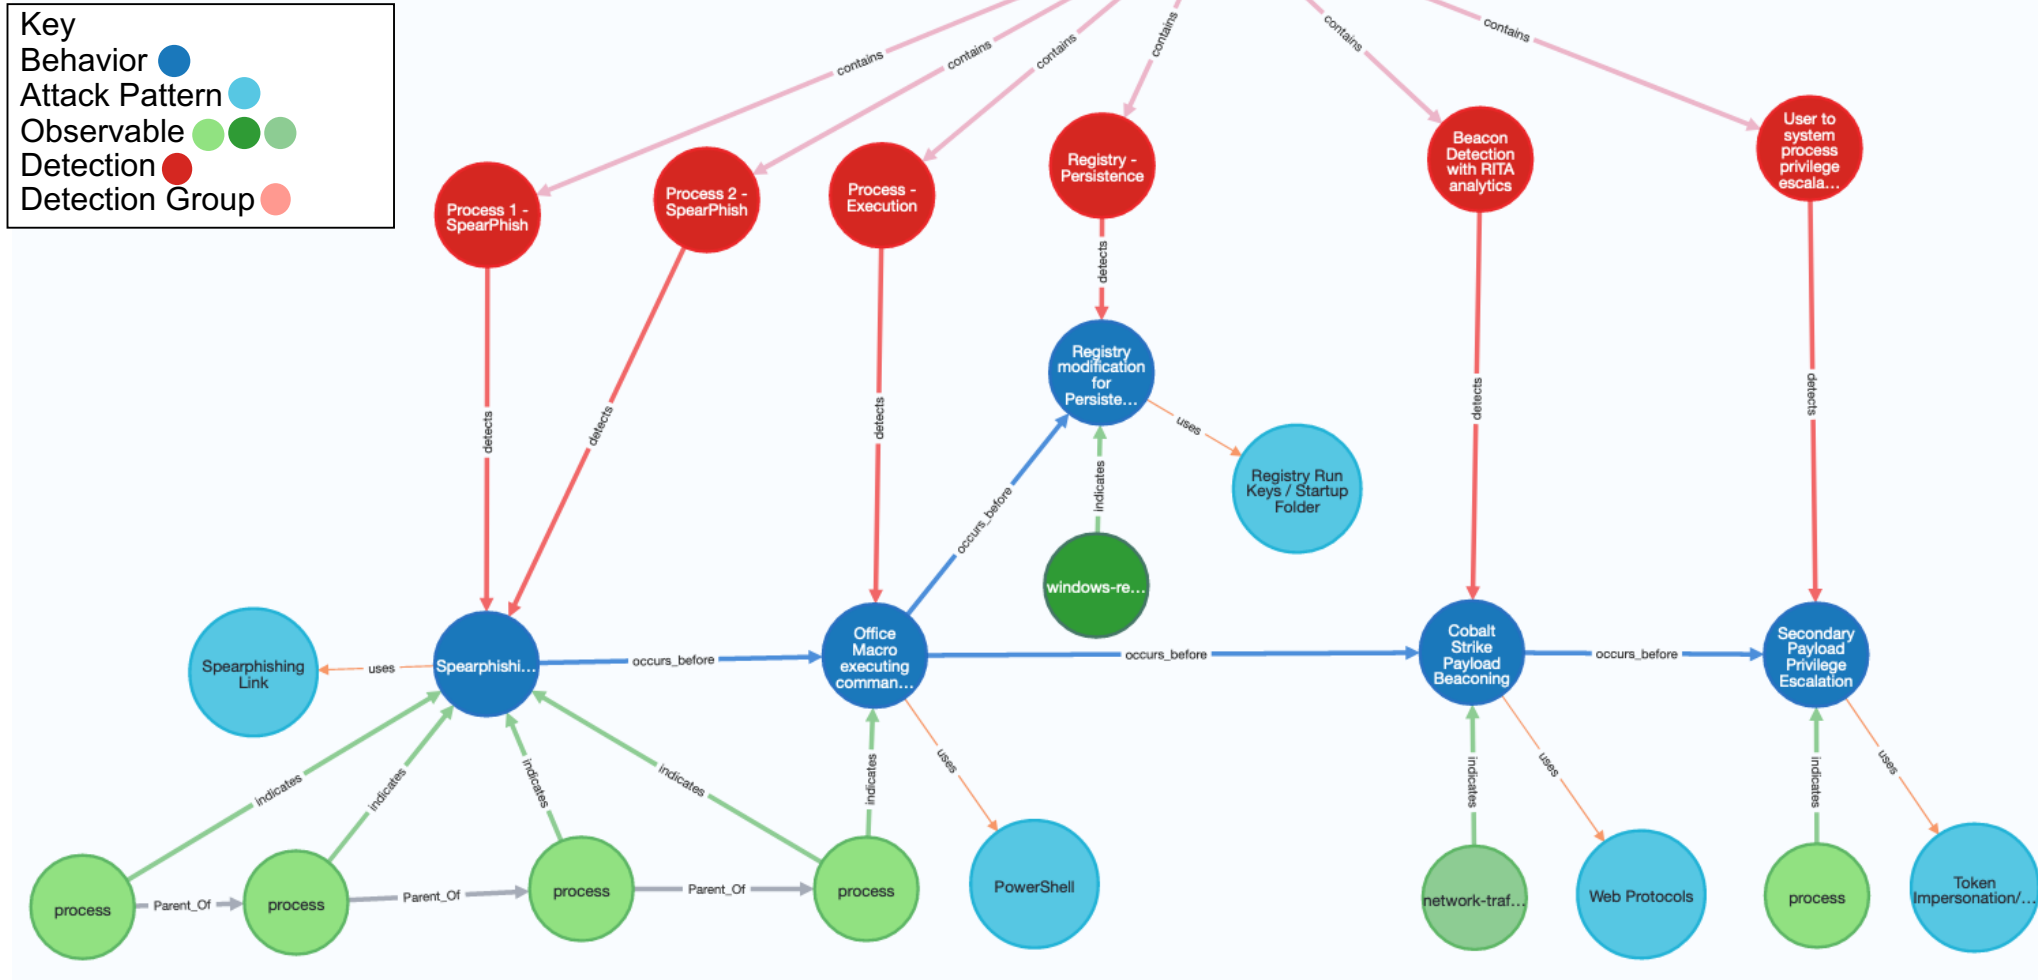 Key
Behavior
Attack Pattern
Observable
Detection
Detection Group
contains
contains
contains
contains
contains
contains
Process 1 -
SpearPhish
Process 2 -
SpearPhish
Process -
Execution
Registry -
Persistence
Beacon
Detection
with RITA
analytics
User to
system
process
privilege
escala...
detects
detects
detects
detects
detects
detects
Registry
modification
for
Persiste...
uses
Registry Run
Keys / Startup
Folder
indicates
occurs_before
windows-re...
Spearphishing
Link
uses
Spearphishi...
occurs_before
Office
Macro
executing
comman...
occurs_before
Cobalt
Strike
Payload
Beaconing
occurs_before
Secondary
Payload
Privilege
Escalation
indicates
indicates
indicates
indicates
indicates
uses
indicates
uses
indicates
uses
process
Parent_Of
process
Parent_Of
process
Parent_Of
process
PowerShell
network-traf...
Web Protocols
process
Token
Impersonation/...